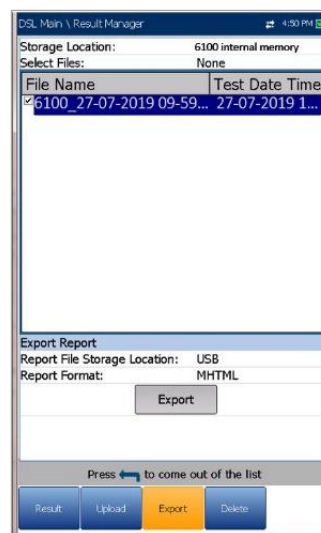 DSL Main \ Result Manager 4:50 PM
Storage Location: 6100 internal memory
Select Files: None
File Name Test Date Time
6100_27-07-2019 09-59... 27-07-2019 1...
Export Report
Report File Storage Location: USB
Report Format: MHTML
Export
Press to come out of the list
Result Upload Export Delete